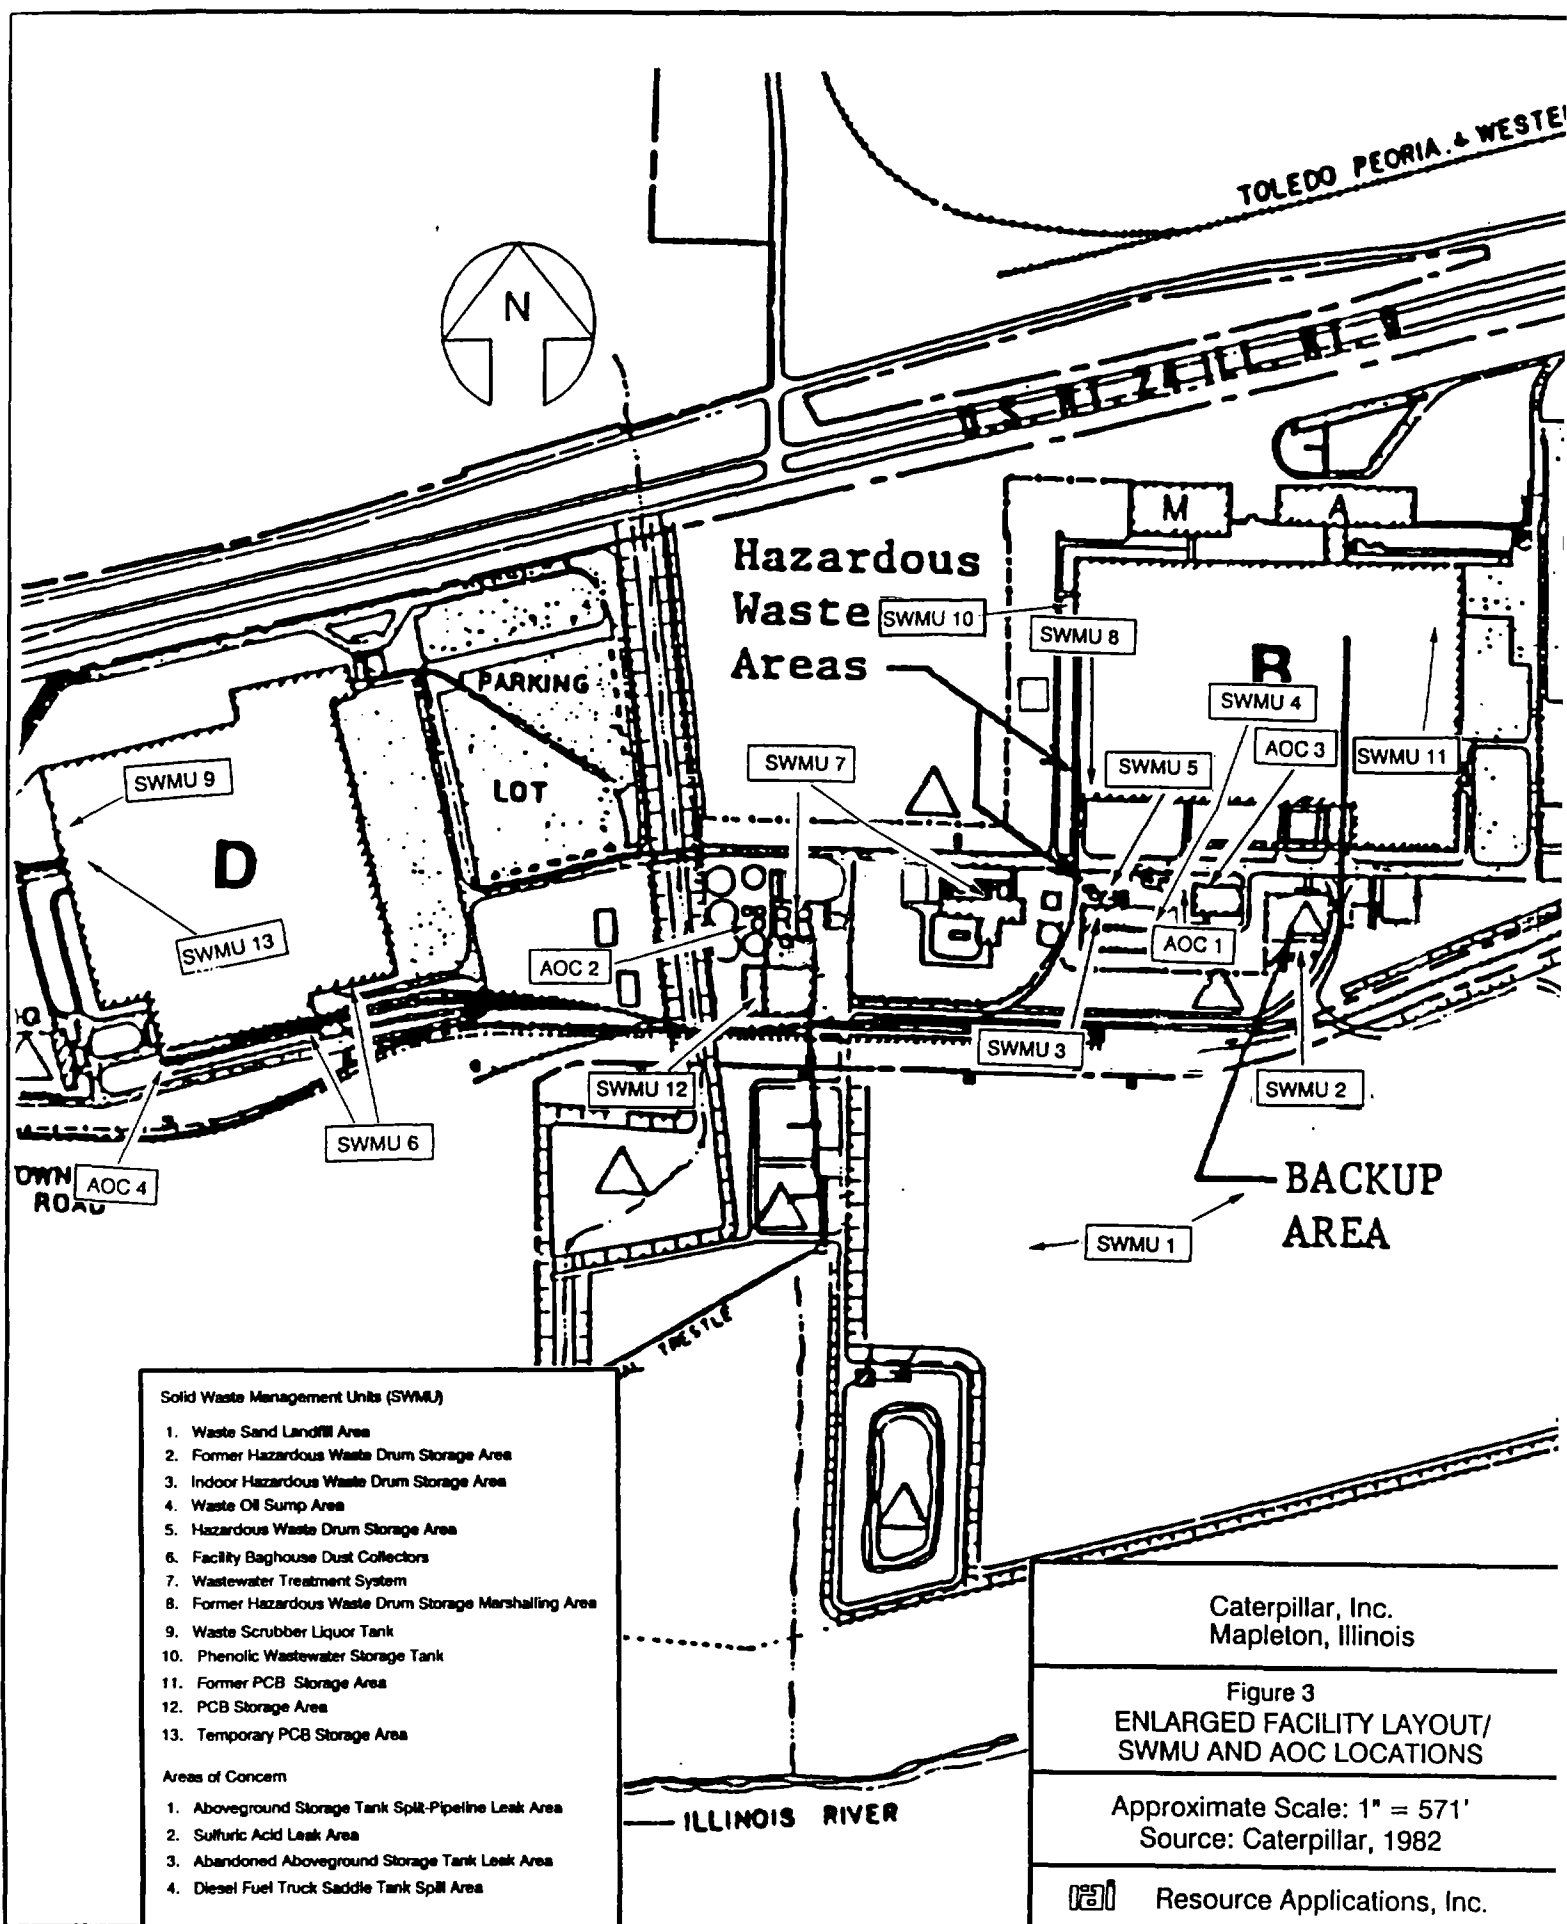 TOLEDO PEORIA & WESTE
N
U.S. RT. 24
M
A
Hazardous
Waste
Areas
SWMU 10
SWMU 8
B
SWMU 4
AOC 3
SWMU 11
SWMU 5
SWMU 7
PARKING
LOT
SWMU 9
D
SWMU 13
AOC 2
AOC 1
SWMU 3
SWMU 12
SWMU 2
SWMU 6
OWN
ROAD
AOC 4
BACKUP
AREA
SWMU 1
TRESTLE
Solid Waste Management Units (SWMU)
1. Waste Sand Landfill Area
2. Former Hazardous Waste Drum Storage Area
3. Indoor Hazardous Waste Drum Storage Area
4. Waste Oil Sump Area
5. Hazardous Waste Drum Storage Area
6. Facility Baghouse Dust Collectors
7. Wastewater Treatment System
8. Former Hazardous Waste Drum Storage Marshalling Area
9. Waste Scrubber Liquor Tank
10. Phenolic Wastewater Storage Tank
11. Former PCB Storage Area
12. PCB Storage Area
13. Temporary PCB Storage Area
Areas of Concern
1. Aboveground Storage Tank Split-Pipeline Leak Area
2. Sulfuric Acid Leak Area
3. Abandoned Aboveground Storage Tank Leak Area
4. Diesel Fuel Truck Saddle Tank Spill Area
ILLINOIS RIVER
Caterpillar, Inc.
Mapleton, Illinois
Figure 3
ENLARGED FACILITY LAYOUT/
SWMU AND AOC LOCATIONS
Approximate Scale: 1" = 571'
Source: Caterpillar, 1982
rai Resource Applications, Inc.